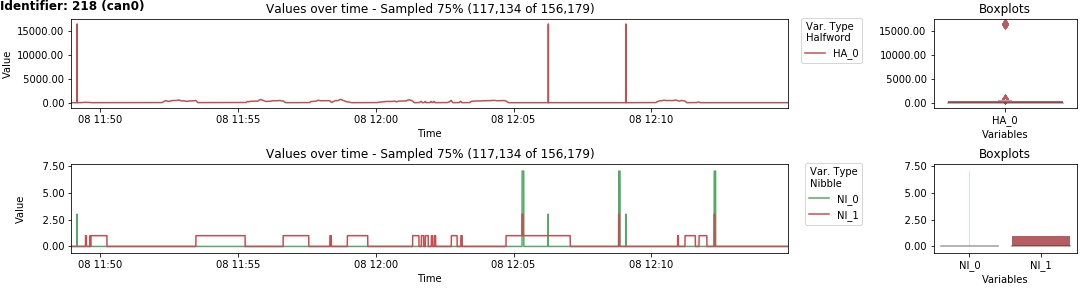 Identifier: 218 (can0)
Values over time - Sampled 75% (117,134 of 156,179)
Value
15000.00
10000.00
5000.00
0.00
08 11:50
08 11:55
08 12:00
08 12:05
08 12:10
Time
Var. Type
Halfword
HA_0
Boxplots
15000.00
10000.00
5000.00
0.00
HA_0
Variables
Values over time - Sampled 75% (117,134 of 156,179)
Value
7.50
5.00
2.50
0.00
08 11:50
08 11:55
08 12:00
08 12:05
08 12:10
Time
Var. Type
Nibble
NI_0
NI_1
Boxplots
7.50
5.00
2.50
0.00
NI_0
NI_1
Variables